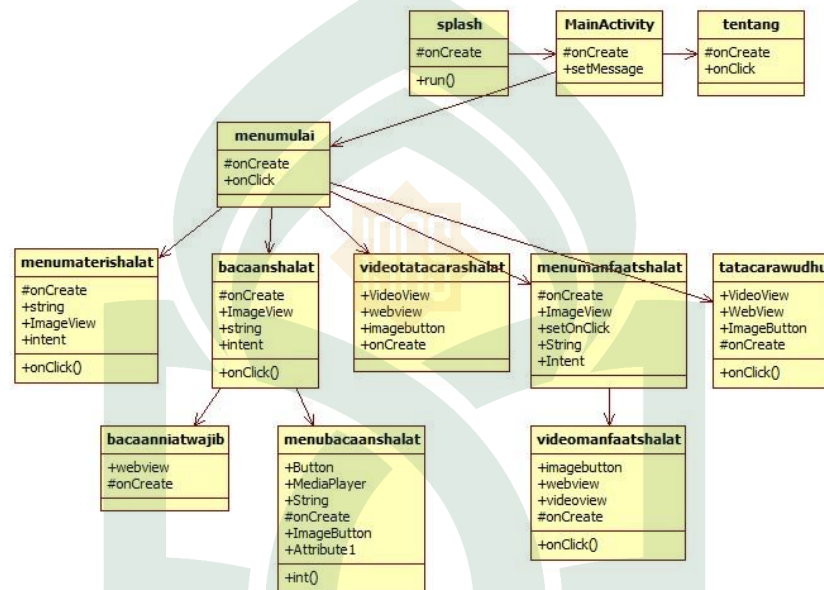 splash
#onCreate
+run()
MainActivity
#onCreate
+setMessage
tentang
#onCreate
+onClick
menumulai
#onCreate
+onClick
menumaterishalat
#onCreate
+string
+ImageView
+intent
+onClick()
bacaanshalat
#onCreate
+ImageView
+string
+intent
+onClick()
videotatacarashalat
+VideoView
+webview
+imagebutton
+onCreate
menumanfaatshalat
#onCreate
+ImageView
+setOnClick
+String
+Intent
tatacarawudhu
+VideoView
+WebView
+ImageButton
#onCreate
+onClick()
bacaanniatwajib
+webview
#onCreate
menubacaanshalat
+Button
+MediaPlayer
+String
#onCreate
+ImageButton
+Attribute1
+int()
videomanfaatshalat
+imagebutton
+webview
+videoview
#onCreate
+onClick()